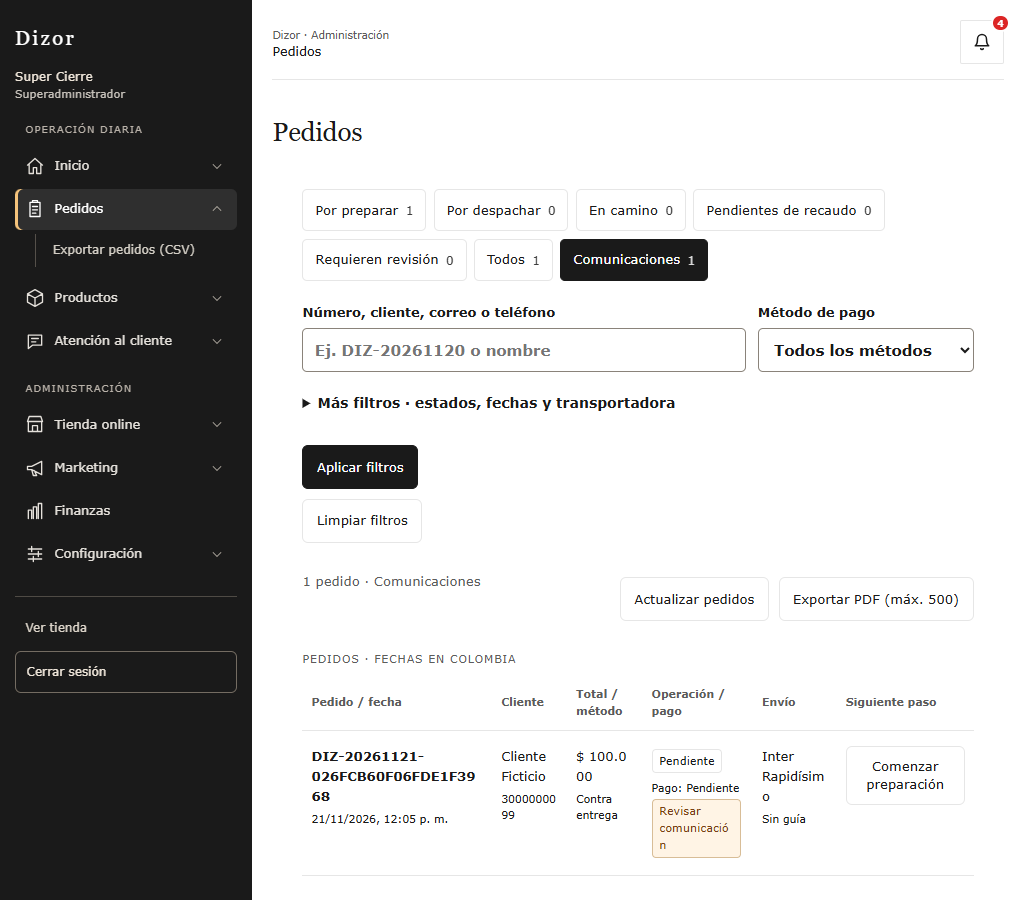 Dizor
Super Cierre
Superadministrador
OPERACIÓN DIARIA
Inicio
Pedidos
Exportar pedidos (CSV)
Productos
Atención al cliente
ADMINISTRACIÓN
Tienda online
Marketing
Finanzas
Configuración
Ver tienda
Cerrar sesión
Dizor · Administración
Pedidos
4
Pedidos
Por preparar 1
Por despachar 0
En camino 0
Pendientes de recaudo 0
Requieren revisión 0
Todos 1
Comunicaciones 1
Número, cliente, correo o teléfono
Ej. DIZ-20261120 o nombre
Método de pago
Todos los métodos
Más filtros · estados, fechas y transportadora
Aplicar filtros
Limpiar filtros
1 pedido · Comunicaciones
Actualizar pedidos
Exportar PDF (máx. 500)
PEDIDOS · FECHAS EN COLOMBIA
Pedido / fecha
Cliente
Total /
método
Operación /
pago
Envío
Siguiente paso
DIZ-20261121-
026FCB60F06FDE1F39
68
21/11/2026, 12:05 p. m.
Cliente
Ficticio
30000000
99
$ 100.0
00
Contra
entrega
Pendiente
Pago: Pendiente
Revisar
comunicació
n
Inter
Rapidísim
o
Sin guía
Comenzar
preparación